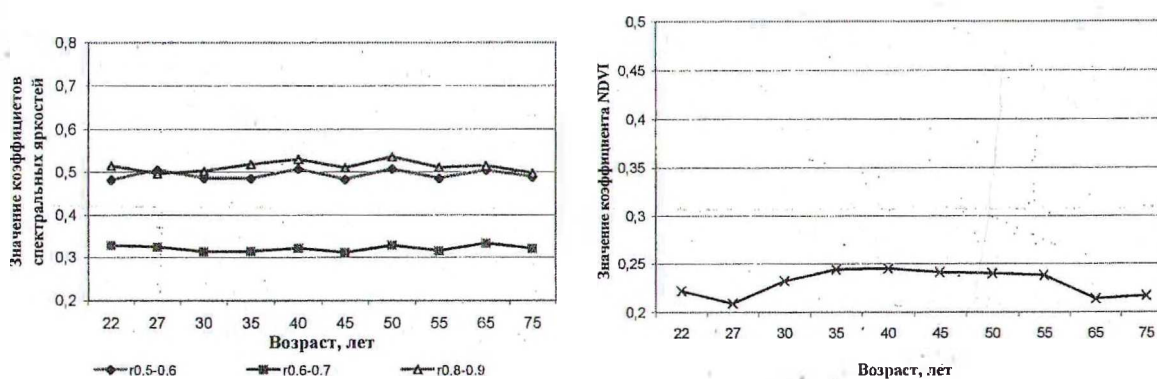 Значение коэффициетов
спектральных яркостей
0,8
0,7
0,6
0,5
0,4
0,3
0,2
22 27 30 35 40 45 50 55 65 75
Возраст, лет
r0.5-0.6 r0.6-0.7 r0.8-0.9
Значение коэффициента NDVI
0,5
0,45
0,4
0,35
0,3
0,25
0,2
22 27 30 35 40 45 50 55 65 75
Возраст, лет